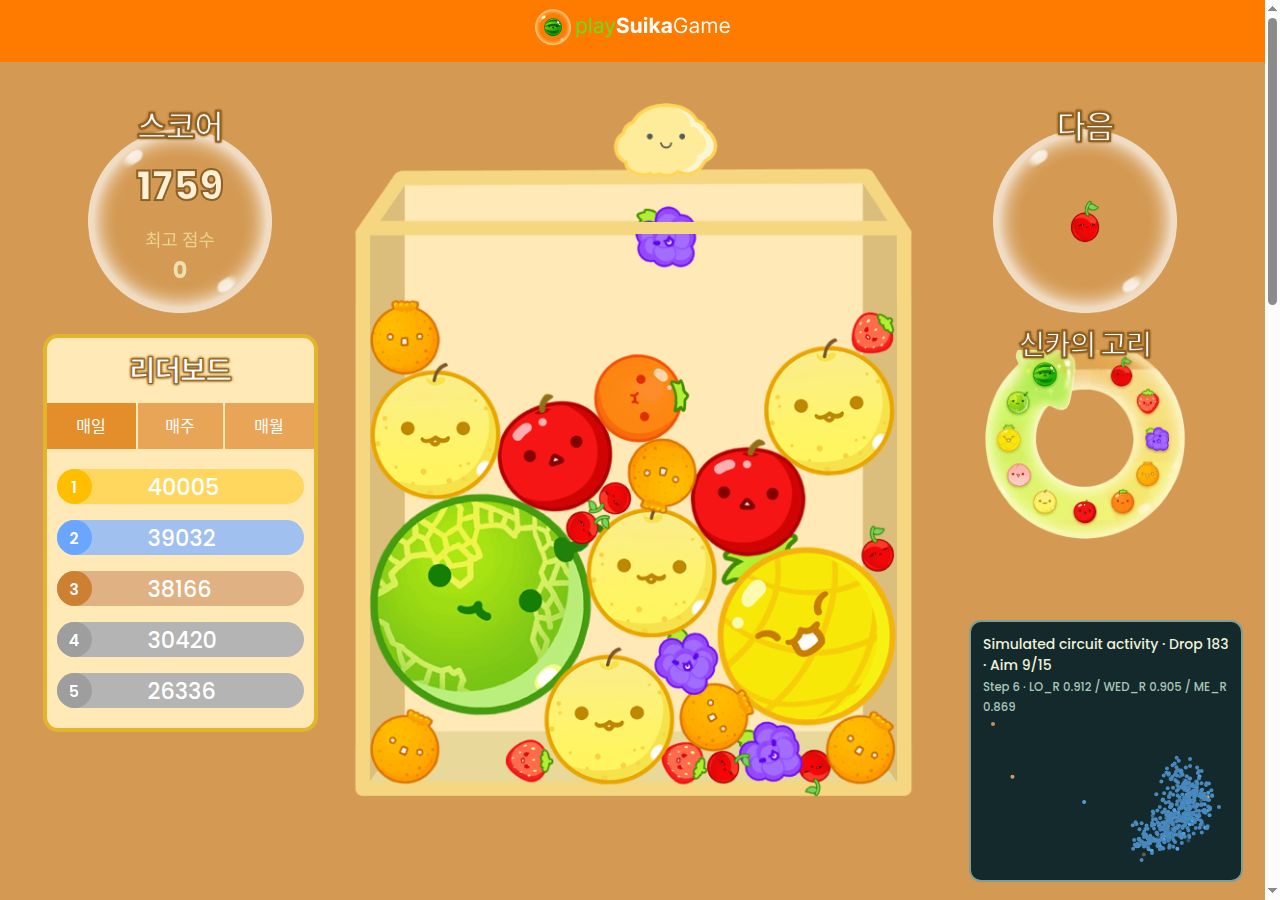 playSuikaGame
스코어
1759
최고 점수
0
다음
신카의 고리
리더보드
매일
매주
매월
1
40005
2
39032
3
38166
4
30420
5
26336
Simulated circuit activity · Drop 183
· Aim 9/15
Step 6 · LO_R 0.912 / WED_R 0.905 / ME_R
0.869